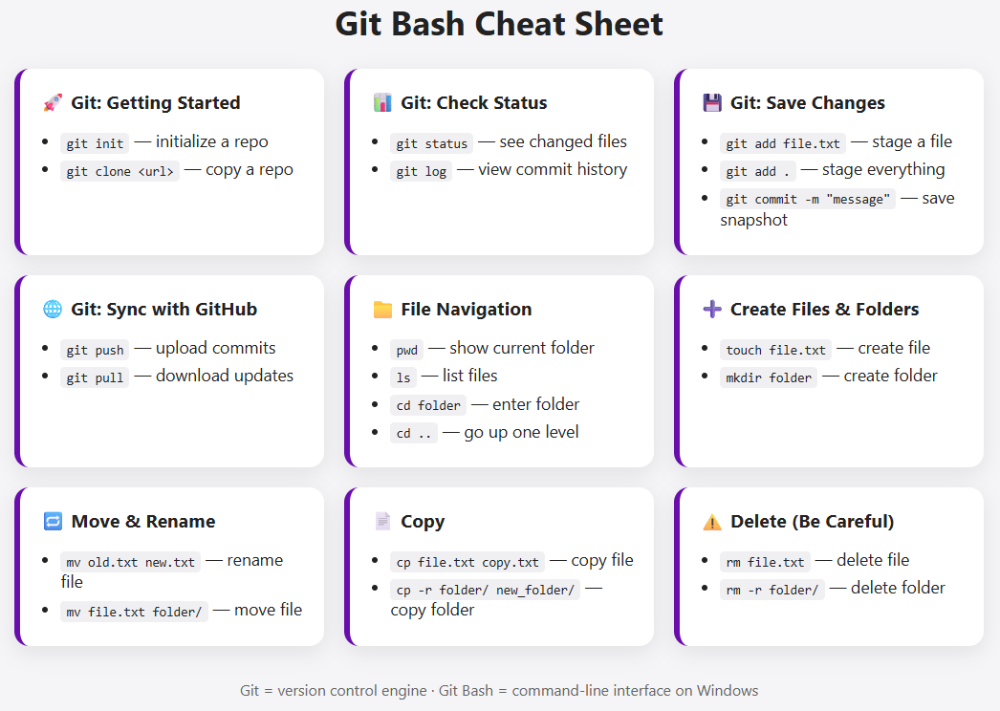 Git Bash Cheat Sheet
🚀 Git: Getting Started
git init — initialize a repo
git clone <url> — copy a repo
📊 Git: Check Status
git status — see changed files
git log — view commit history
💾 Git: Save Changes
git add file.txt — stage a file
git add . — stage everything
git commit -m "message" — save
snapshot
🌐 Git: Sync with GitHub
git push — upload commits
git pull — download updates
📁 File Navigation
pwd — show current folder
ls — list files
cd folder — enter folder
cd .. — go up one level
➕ Create Files & Folders
touch file.txt — create file
mkdir folder — create folder
🔁 Move & Rename
mv old.txt new.txt — rename
file
mv file.txt folder/ — move file
📄 Copy
cp file.txt copy.txt — copy file
cp -r folder/ new_folder/ —
copy folder
⚠️ Delete (Be Careful)
rm file.txt — delete file
rm -r folder/ — delete folder
Git = version control engine · Git Bash = command-line interface on Windows